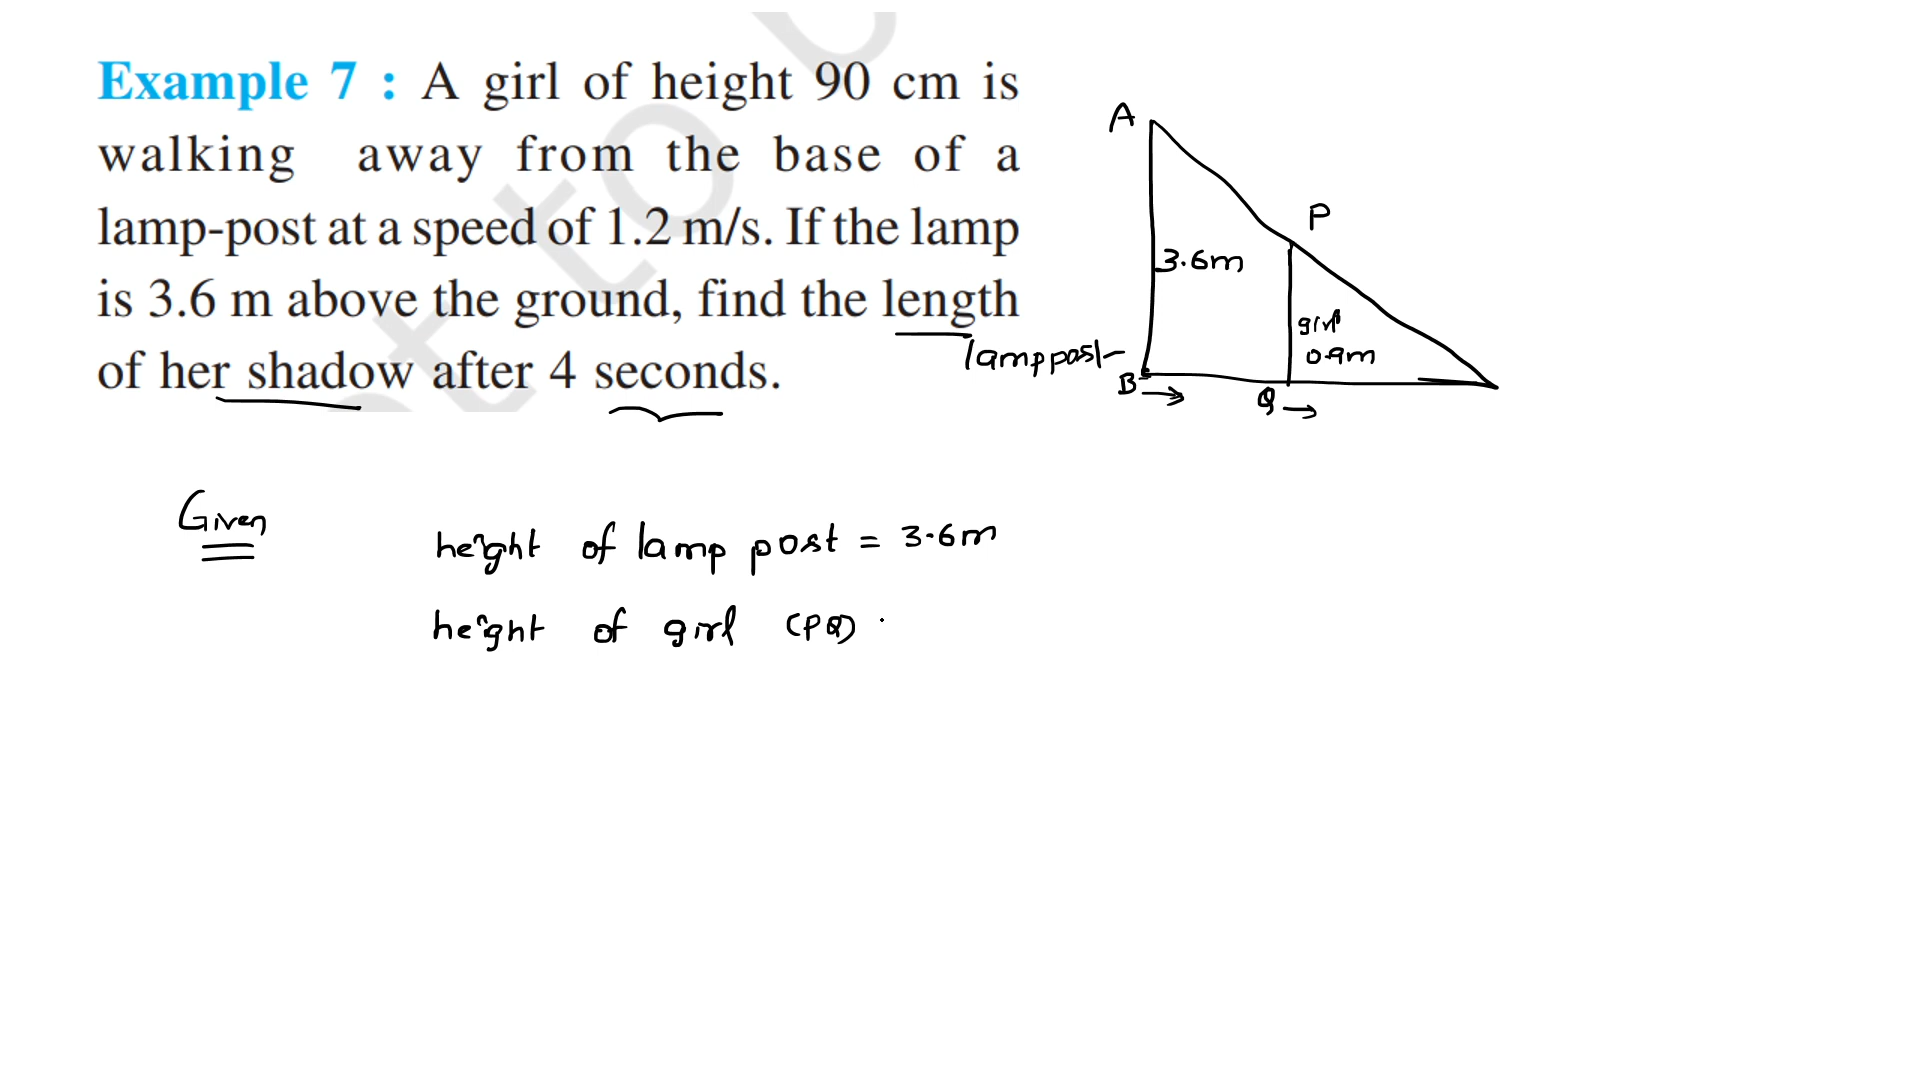 Example 7 : A girl of height 90 cm is
walking away from the base of a
lamp-post at a speed of 1.2 m/s. If the lamp
is 3.6 m above the ground, find the length
of her shadow after 4 seconds.
A
P
3.6m
girl
0.9m
lamp post
B
Q
Given
height of lamp post = 3.6m
height of girl (PQ)